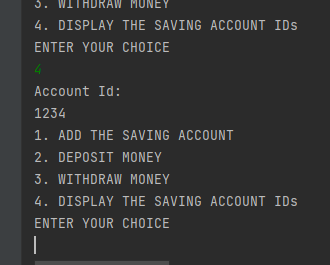 3. WITHDRAW MONEY
4. DISPLAY THE SAVING ACCOUNT IDs
ENTER YOUR CHOICE
4
Account Id:
1234
1. ADD THE SAVING ACCOUNT
2. DEPOSIT MONEY
3. WITHDRAW MONEY
4. DISPLAY THE SAVING ACCOUNT IDs
ENTER YOUR CHOICE